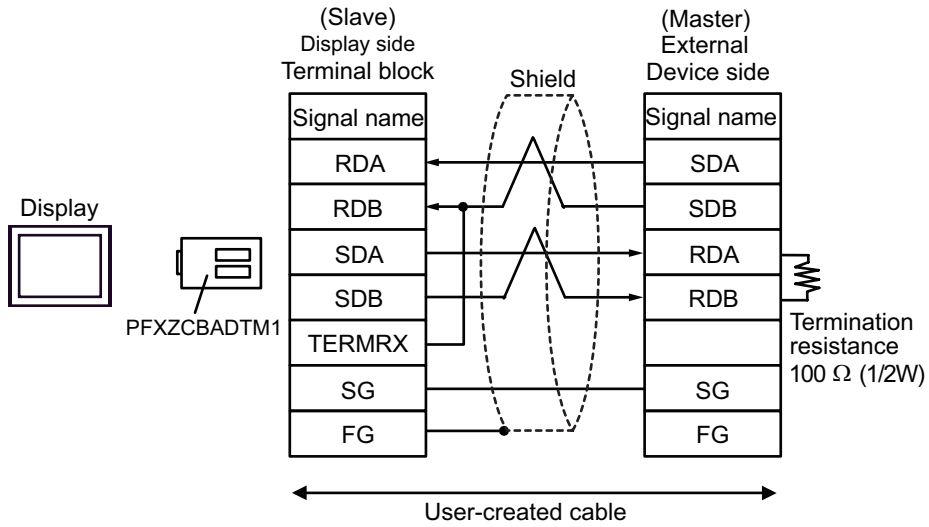 (Slave)
Display side
Terminal block
(Master)
External
Device side
Shield
Signal name
RDA
RDB
SDA
SDB
TERMRX
SG
FG
Signal name
SDA
SDB
RDA
RDB
SG
FG
Display
PFXZCBADTM1
Termination
resistance
100 Ω (1/2W)
User-created cable